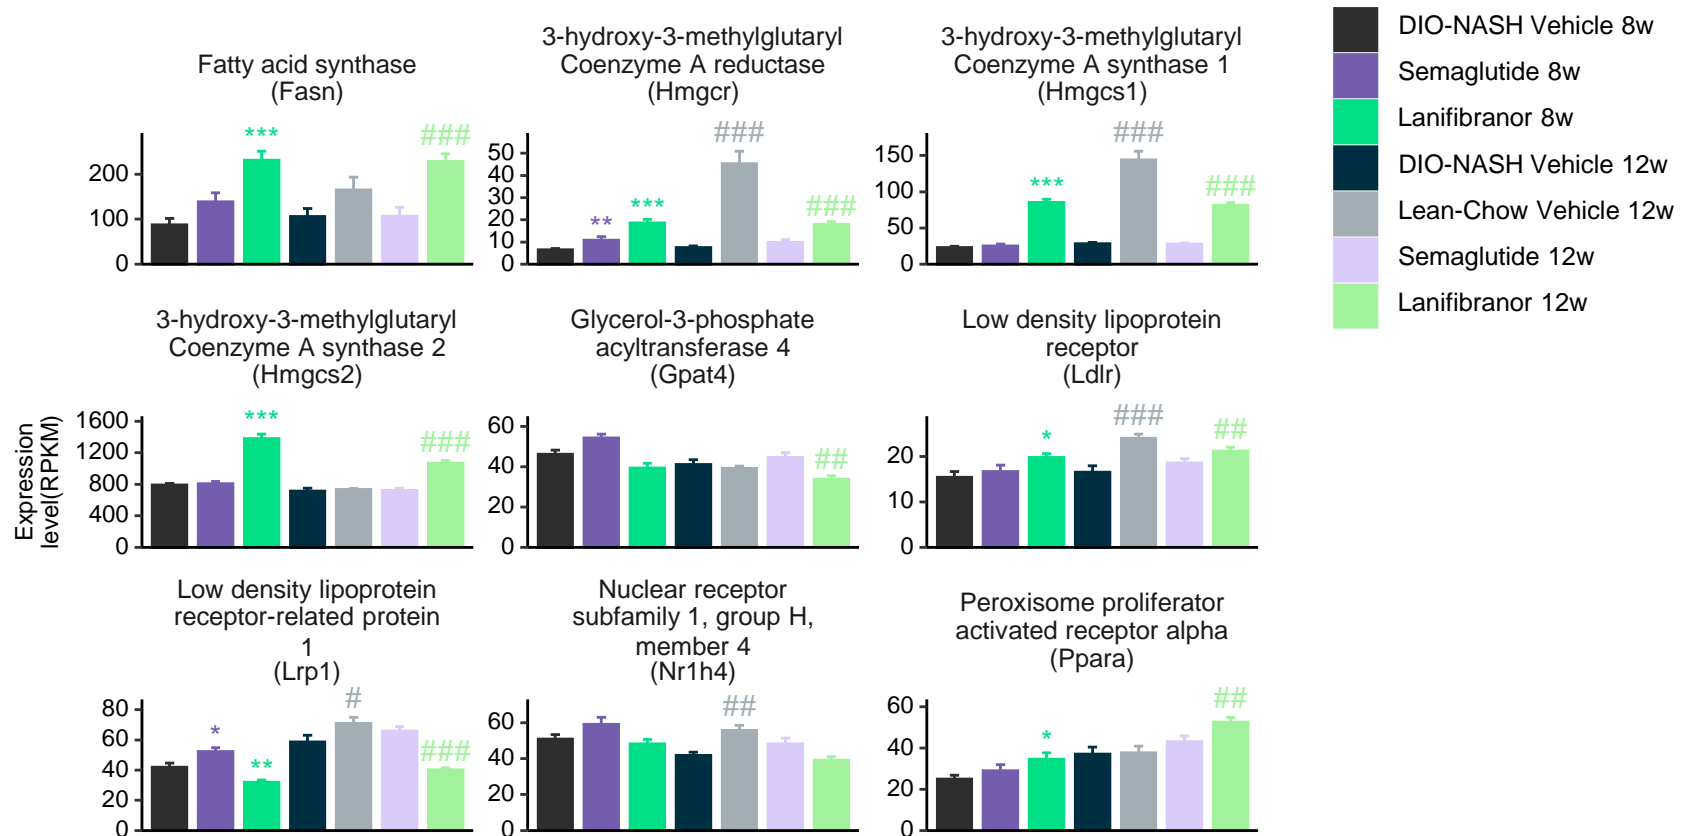 Fatty acid synthase
(Fasn)
***
###
200
100
0
3-hydroxy-3-methylglutaryl
Coenzyme A reductase
(Hmgcr)
**
***
###
###
50
40
30
20
10
0
3-hydroxy-3-methylglutaryl
Coenzyme A synthase 1
(Hmgcs1)
***
###
###
150
100
50
0
DIO-NASH Vehicle 8w
Semaglutide 8w
Lanifibranor 8w
DIO-NASH Vehicle 12w
Lean-Chow Vehicle 12w
Semaglutide 12w
Lanifibranor 12w
Expression
level(RPKM)
3-hydroxy-3-methylglutaryl
Coenzyme A synthase 2
(Hmgcs2)
***
###
1600
1200
800
400
0
Glycerol-3-phosphate
acyltransferase 4
(Gpat4)
##
60
40
20
0
Low density lipoprotein
receptor
(Ldlr)
*
###
##
20
10
0
Low density lipoprotein
receptor-related protein
1
(Lrp1)
*
**
#
###
80
60
40
20
0
Nuclear receptor
subfamily 1, group H,
member 4
(Nr1h4)
##
60
40
20
0
Peroxisome proliferator
activated receptor alpha
(Ppara)
*
##
60
40
20
0